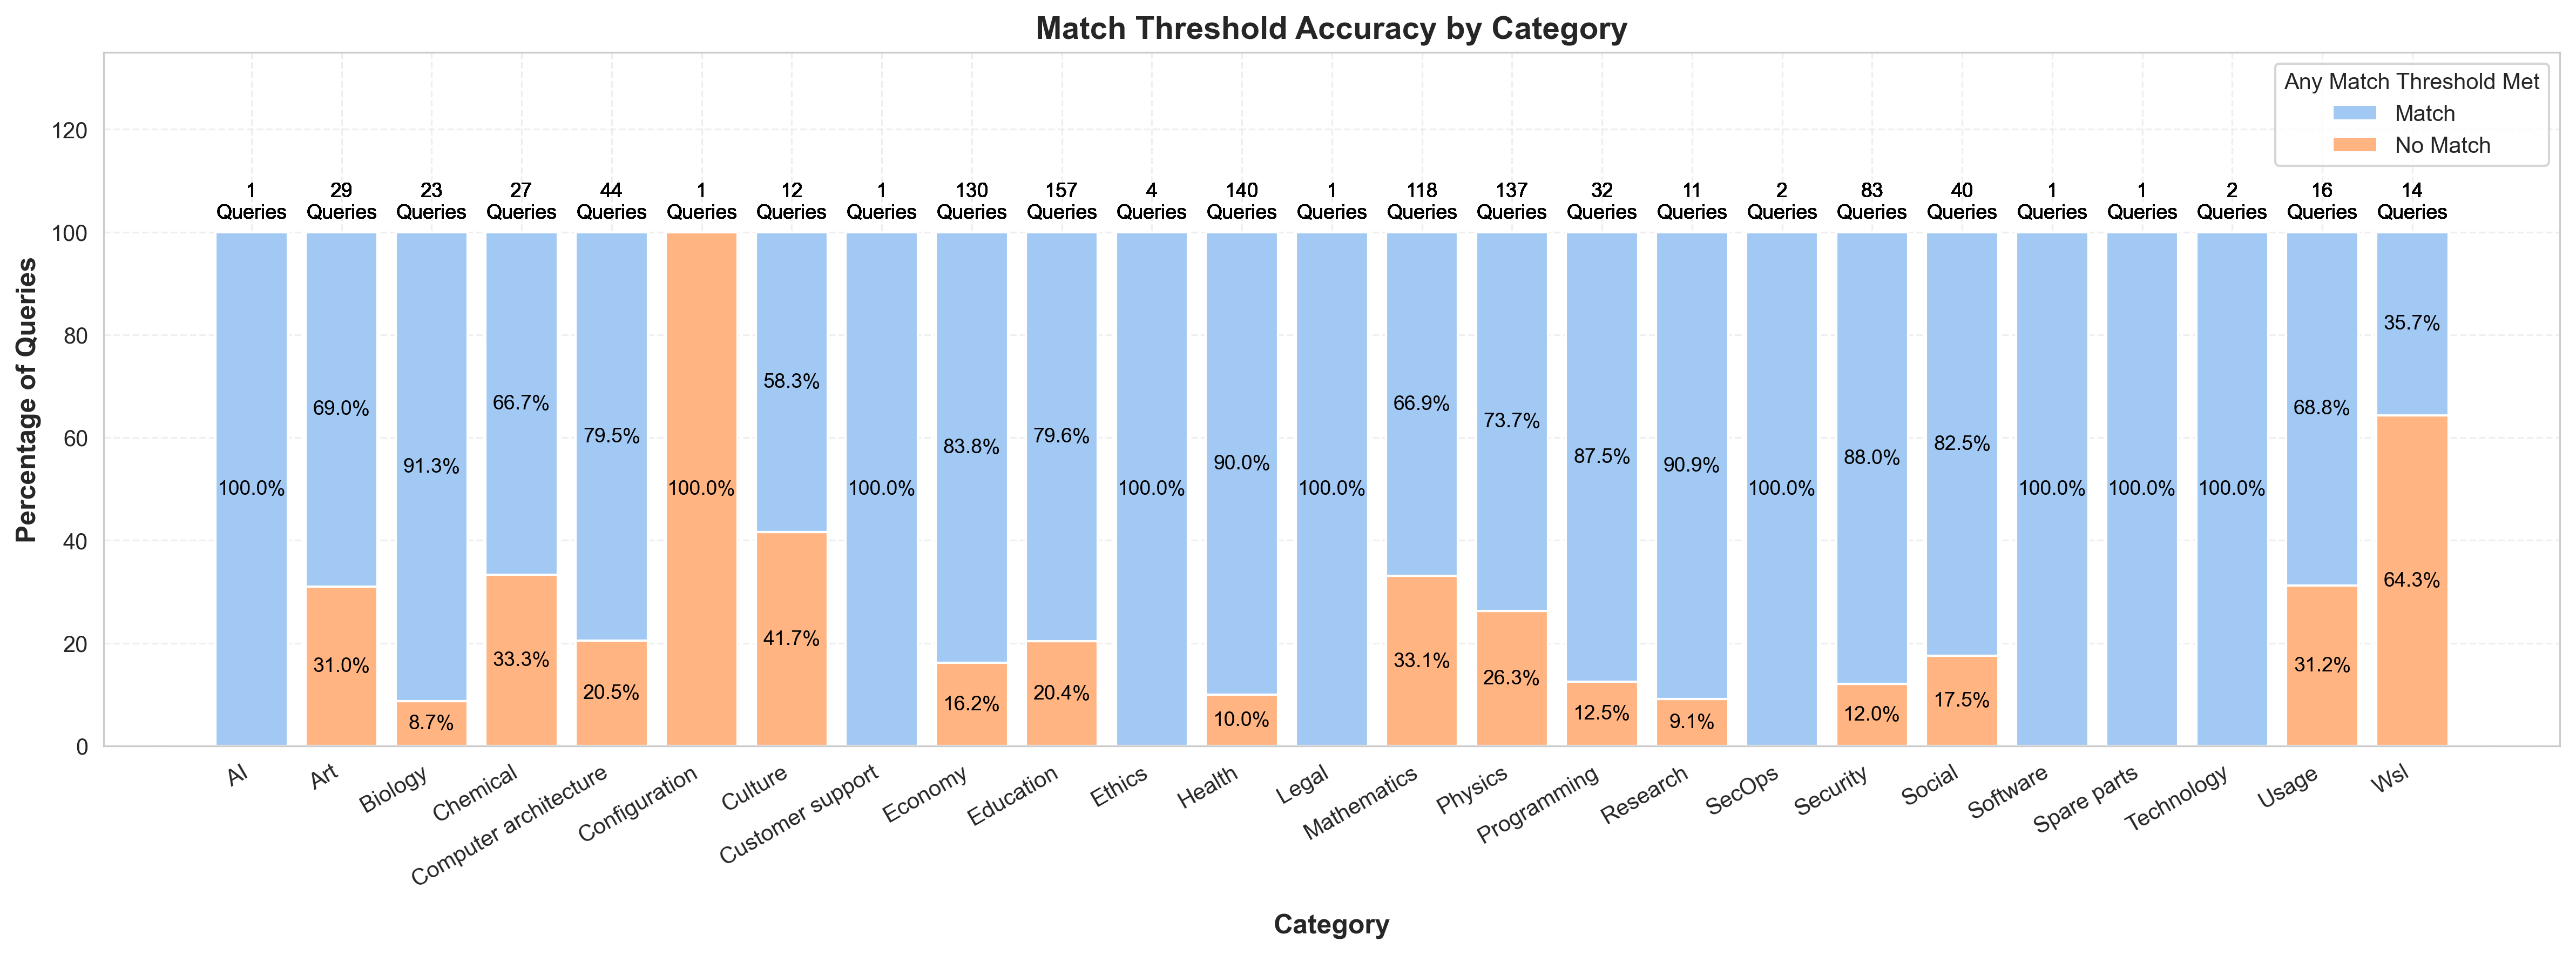 Match Threshold Accuracy by Category
Any Match Threshold Met
Match
No Match
Percentage of Queries
120
100
80
60
40
20
0
1 Queries
29 Queries
23 Queries
27 Queries
44 Queries
1 Queries
12 Queries
1 Queries
130 Queries
157 Queries
4 Queries
140 Queries
1 Queries
118 Queries
137 Queries
32 Queries
11 Queries
2 Queries
83 Queries
40 Queries
1 Queries
1 Queries
2 Queries
16 Queries
14 Queries
100.0%
69.0%
31.0%
91.3%
8.7%
66.7%
33.3%
79.5%
20.5%
100.0%
58.3%
41.7%
100.0%
83.8%
16.2%
79.6%
20.4%
100.0%
90.0%
10.0%
100.0%
66.9%
33.1%
73.7%
26.3%
87.5%
12.5%
90.9%
9.1%
100.0%
88.0%
12.0%
82.5%
17.5%
100.0%
100.0%
100.0%
68.8%
31.2%
35.7%
64.3%
AI
Art
Biology
Chemical
Computer architecture
Configuration
Culture
Customer support
Economy
Education
Ethics
Health
Legal
Mathematics
Physics
Programming
Research
SecOps
Security
Social
Software
Spare parts
Technology
Usage
Wsl
Category